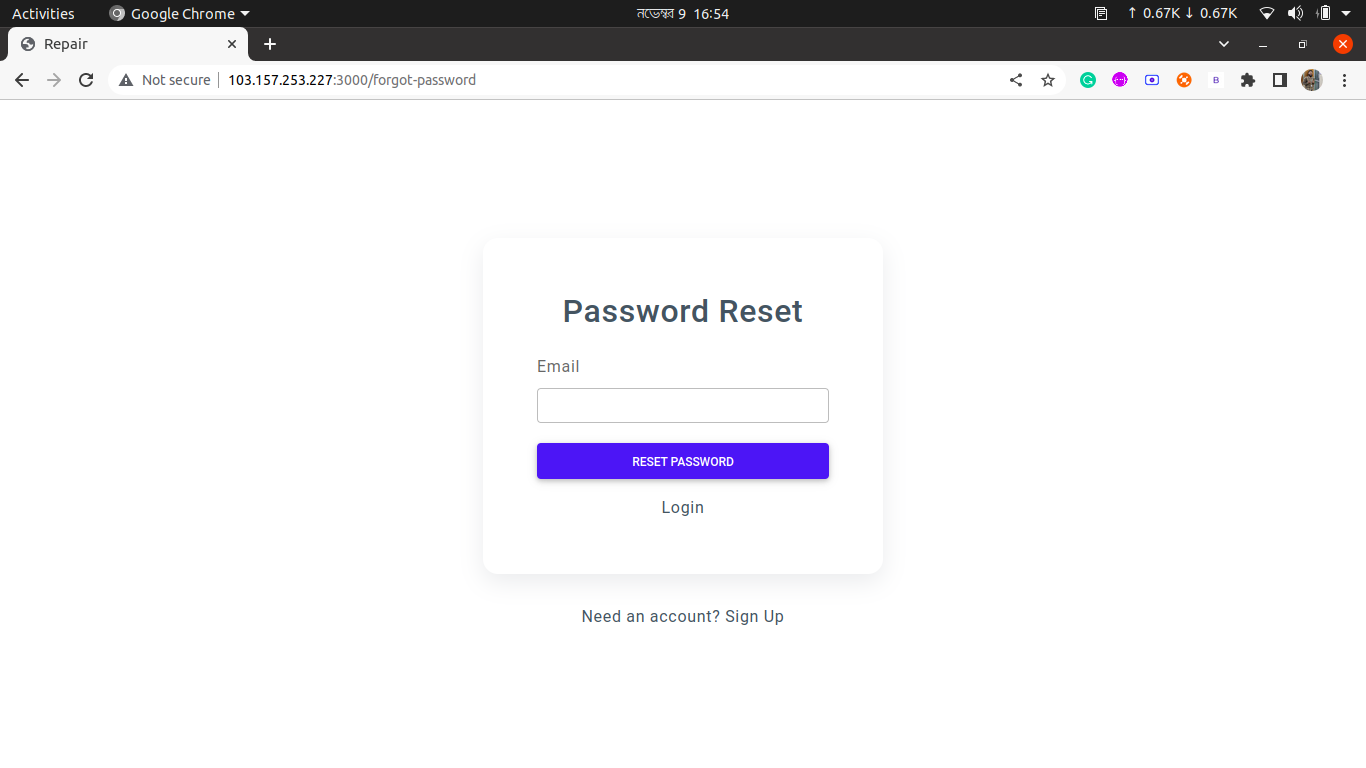 Activities Google Chrome নভেম্বর 9 16:54 ↑ 0.67K ↓ 0.67K
Repair
Not secure 103.157.253.227:3000/forgot-password
B
Password Reset
Email
RESET PASSWORD
Login
Need an account? Sign Up